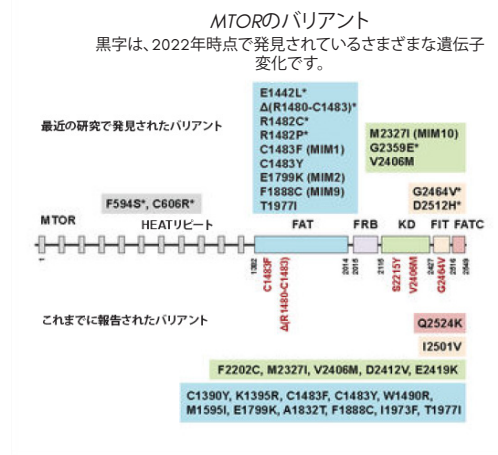 MTORのバリアント
黒字は、2022年時点で発見されているさまざまな遺伝子
変化です。
最近の研究で発見されたバリアント
E1442L*
Δ(R1480-C1483)*
R1482C*
R1482P*
C1483F (MIM1)
C1483Y
E1799K (MIM2)
F1888C (MIM9)
T1977I
M2327I (MIM10)
G2359E*
V2406M
G2464V*
D2512H*
F594S*, C606R*
MTOR
HEATリピート
FAT
FRB
KD
FIT
FATC
1
1382
2014
2015
2115
2427
2516
2549
C1483F
Δ(R1480-C1483)
S2215Y
V2406M
G2464V
これまでに報告されたバリアント
Q2524K
I2501V
F2202C, M2327I, V2406M, D2412V, E2419K
C1390Y, K1395R, C1483F, C1483Y, W1490R,
M1595I, E1799K, A1832T, F1888C, I1973F, T1977I